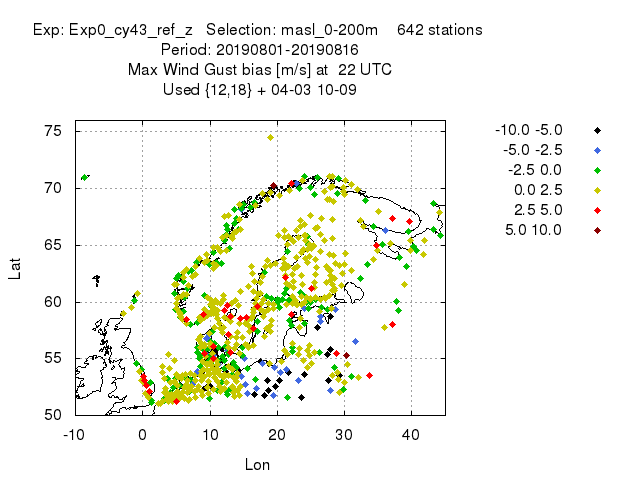 Exp: Exp0_cy43_ref_z   Selection: masl_0-200m    642 stations
Period: 20190801-20190816
Max Wind Gust bias [m/s] at  22 UTC
Used {12,18} + 04-03 10-09
-10.0 -5.0
-5.0 -2.5
-2.5 0.0
0.0 2.5
2.5 5.0
5.0 10.0
75
70
65
60
55
50
Lat
-10 0 10 20 30 40
Lon